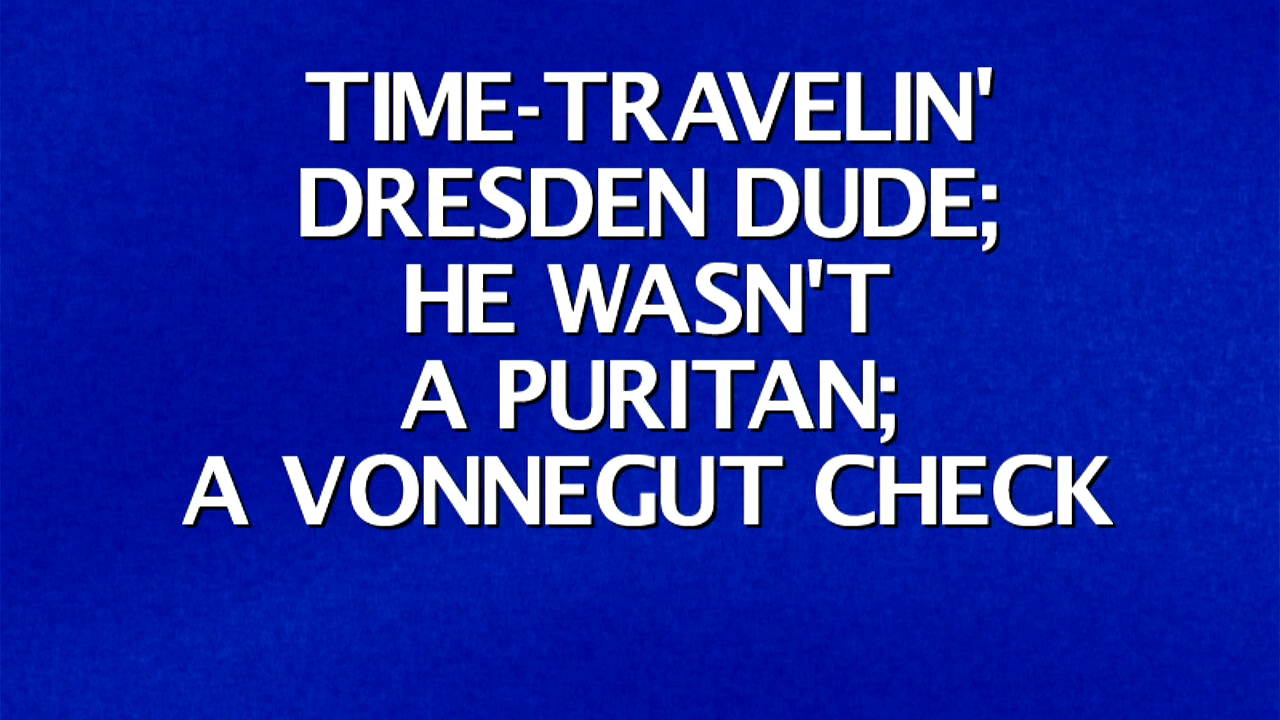 TIME-TRAVELIN'
DRESDEN DUDE;
HE WASN'T
A PURITAN;
A VONNEGUT CHECK